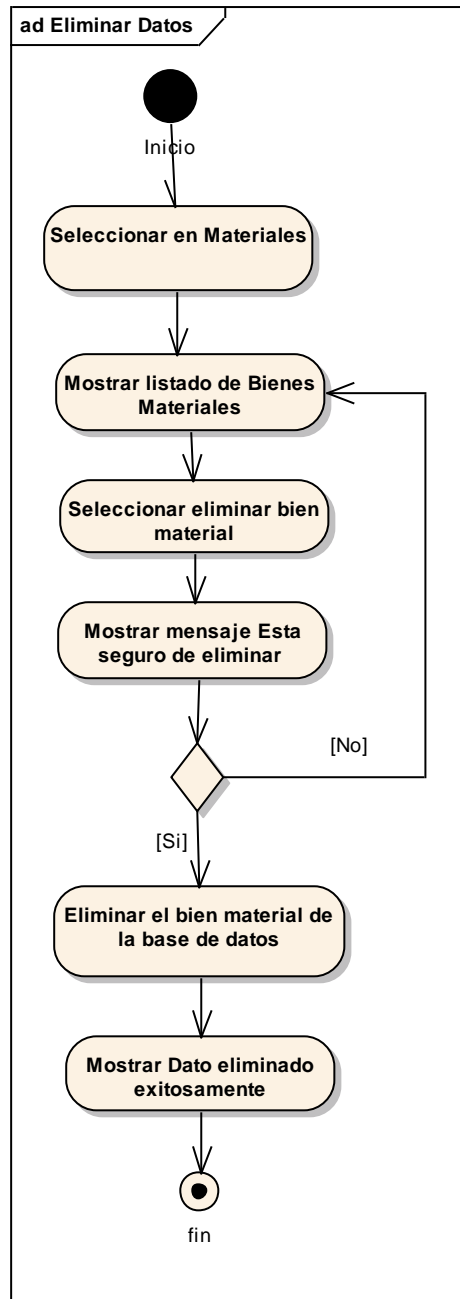 ad Eliminar Datos
Inicio
Seleccionar en Materiales
Mostrar listado de Bienes
Materiales
Seleccionar eliminar bien
material
Mostrar mensaje Esta
seguro de eliminar
[No]
[Si]
Eliminar el bien material de
la base de datos
Mostrar Dato eliminado
exitosamente
fin